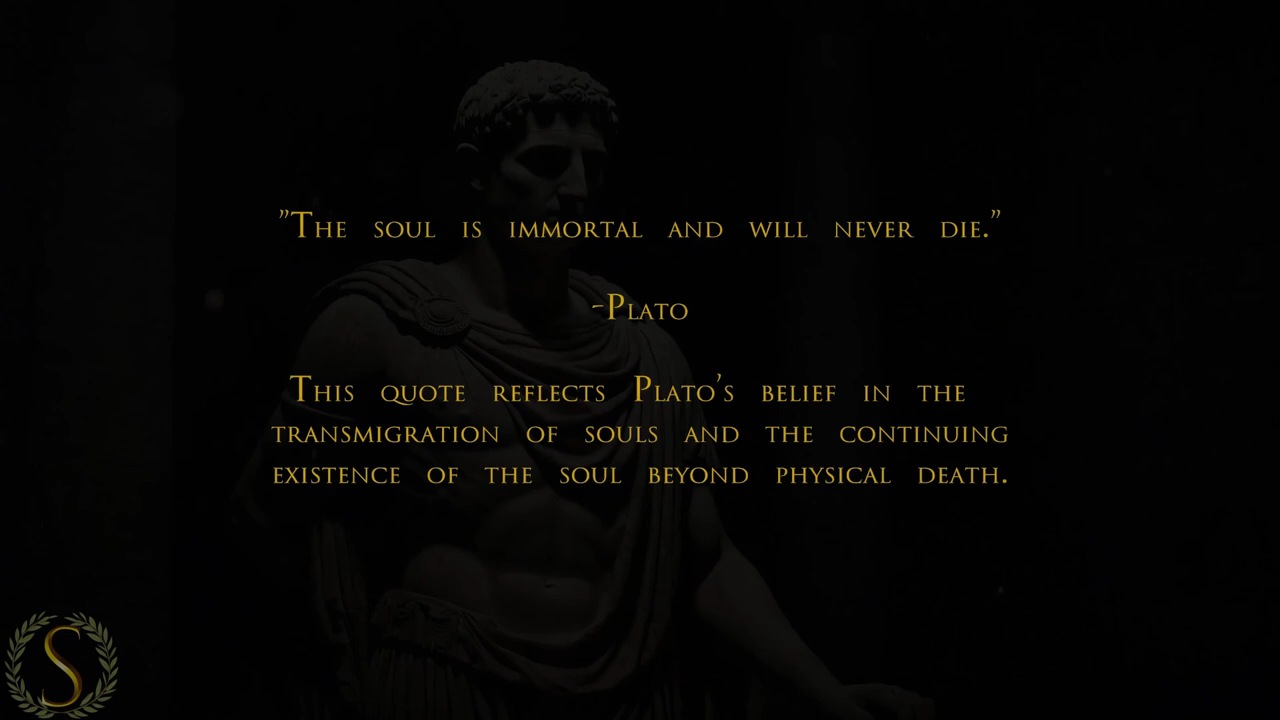 ”The soul is immortal and will never die.”
-Plato
This quote reflects Plato’s belief in the
transmigration of souls and the continuing
existence of the soul beyond physical death.
S